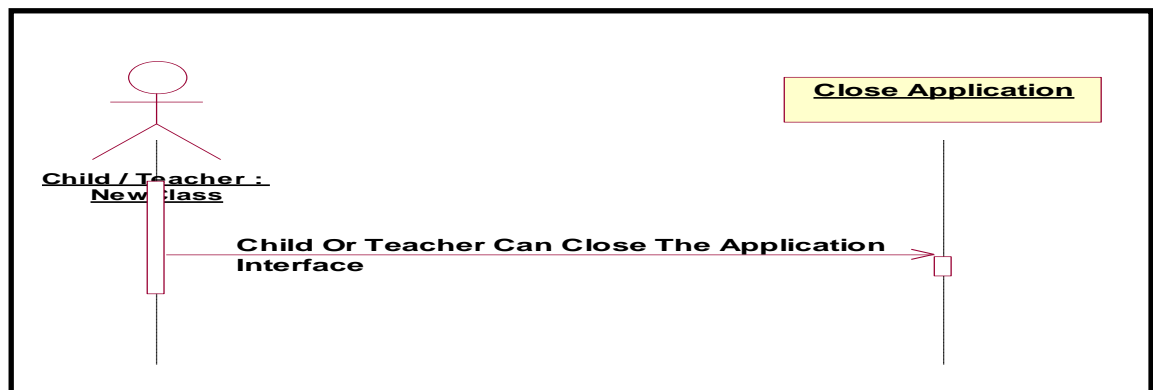 Close Application
Child / Teacher :
NewClass
Child Or Teacher Can Close The Application
Interface